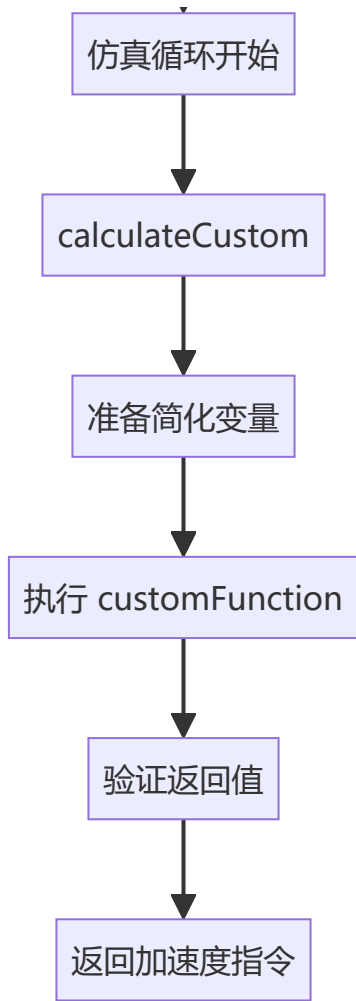 仿真循环开始
calculateCustom
准备简化变量
执行 customFunction
验证返回值
返回加速度指令